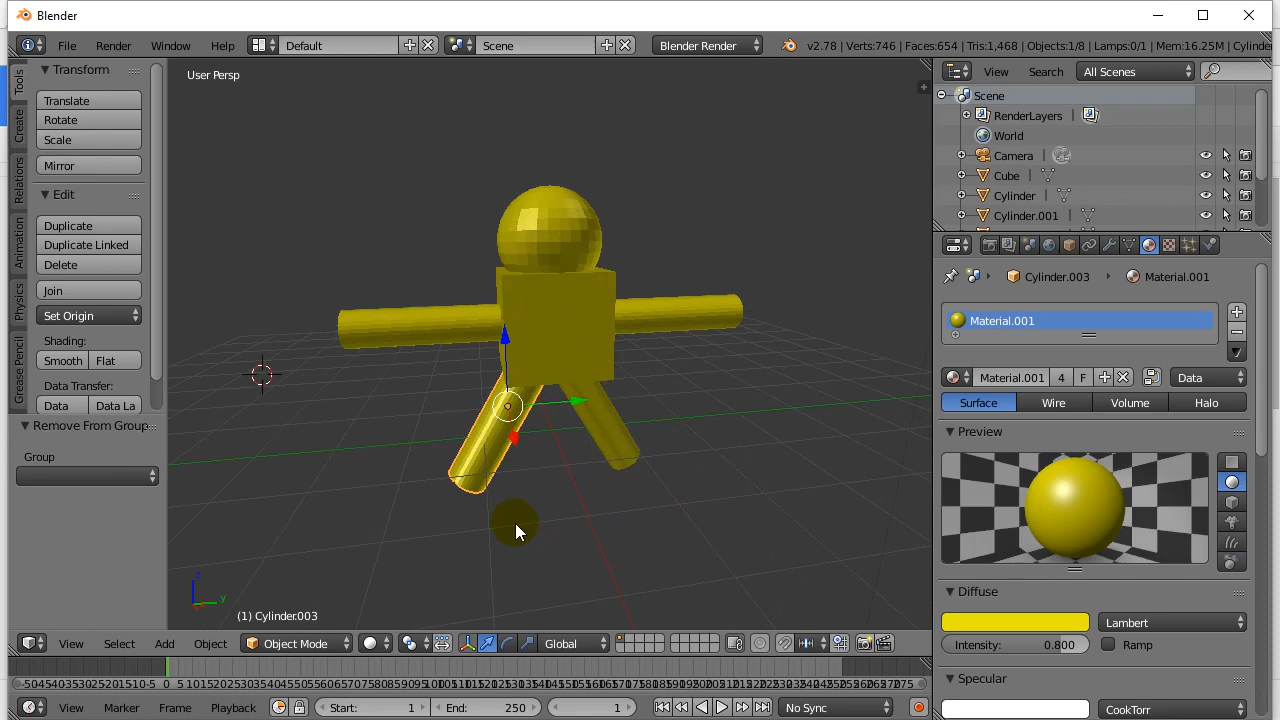 Blender
File Render Window Help Default Scene Blender Render v2.78 | Verts:746 | Faces:654 | Tris:1,468 | Objects:1/8 | Lamps:0/1 | Mem:16.25M | Cylinder
Tools
Create
Relations
Animation
Physics
Grease Pencil
Transform
Translate
Rotate
Scale
Mirror
Edit
Duplicate
Duplicate Linked
Delete
Join
Set Origin
Shading:
Smooth Flat
Data Transfer:
Data Data La
Remove From Group
Group
User Persp
z
y
(1) Cylinder.003
View Search All Scenes
Scene
RenderLayers
World
Camera
Cube
Cylinder
Cylinder.001
Cylinder.003 Material.001
Material.001
Material.001 4 F Data
Surface Wire Volume Halo
Preview
Diffuse
Lambert
Intensity: 0.800 Ramp
Specular
CookTorr
View Select Add Object Object Mode Global
View Marker Frame Playback Start: 1 End: 250 1 No Sync